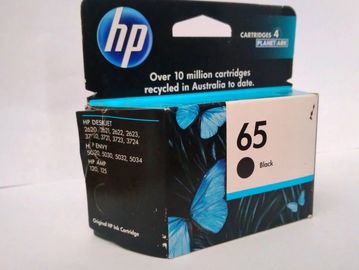 hp
CARTRIDGES 4
PLANET ARK
Over 10 million cartridges
recycled in Australia to date.
HP DESKJET
2620, 2621, 2622, 2623,
3720, 3721, 3723, 3724
HP ENVY
5020, 5030, 5032, 5034
HP AMP
120, 125
Original HP Ink Cartridge
65
Black